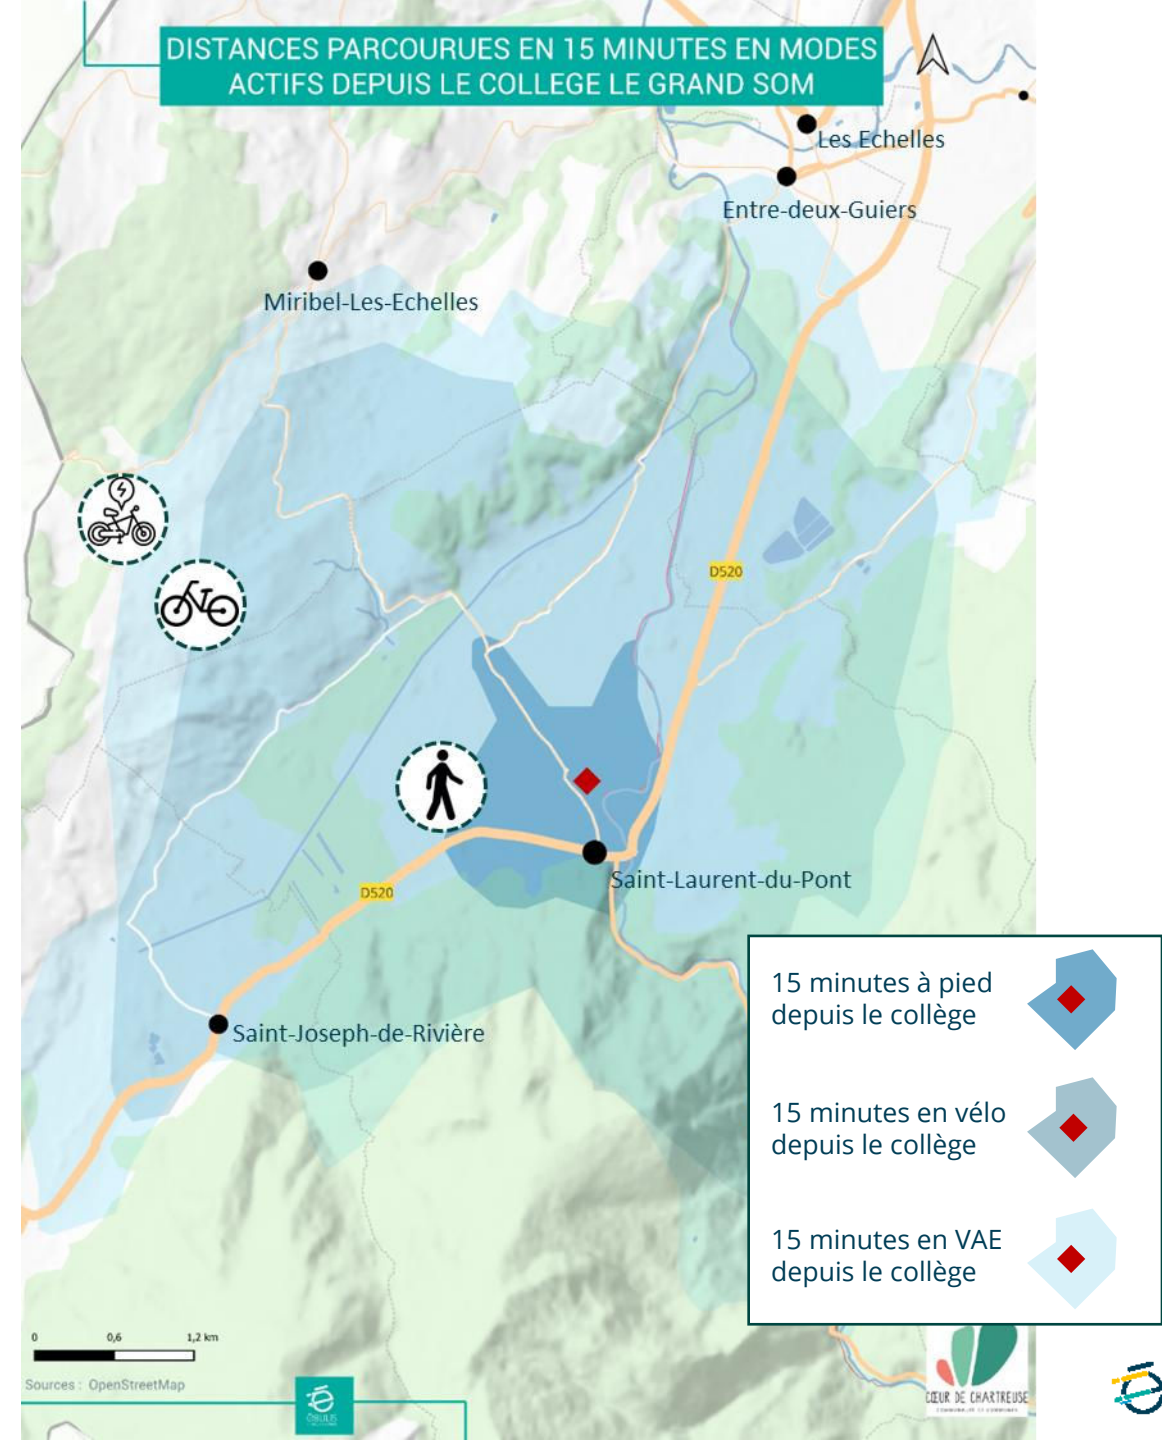 DISTANCES PARCOURUES EN 15 MINUTES EN MODES
ACTIFS DEPUIS LE COLLEGE LE GRAND SOM
Les Echelles
Entre-deux-Guiers
Miribel-Les-Echelles
D520
D520
Saint-Laurent-du-Pont
Saint-Joseph-de-Rivière
15 minutes à pied
depuis le collège
15 minutes en vélo
depuis le collège
15 minutes en VAE
depuis le collège
0 0,6 1,2 km
Sources : OpenStreetMap
CŒUR DE CHARTREUSE